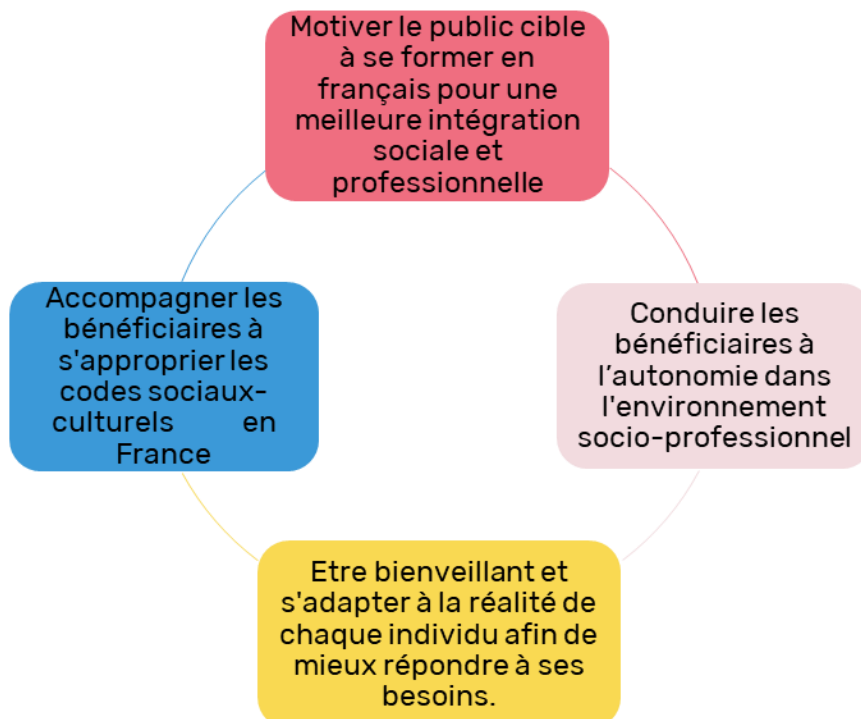 Motiver le public cible
à se former en
français pour une
meilleure intégration
sociale et
professionnelle
Conduire les
bénéficiaires à
l’autonomie dans
l'environnement
socio-professionnel
Etre bienveillant et
s'adapter à la réalité de
chaque individu afin de
mieux répondre à ses
besoins.
Accompagner les
bénéficiaires à
s'approprier les
codes sociaux-
culturels en
France